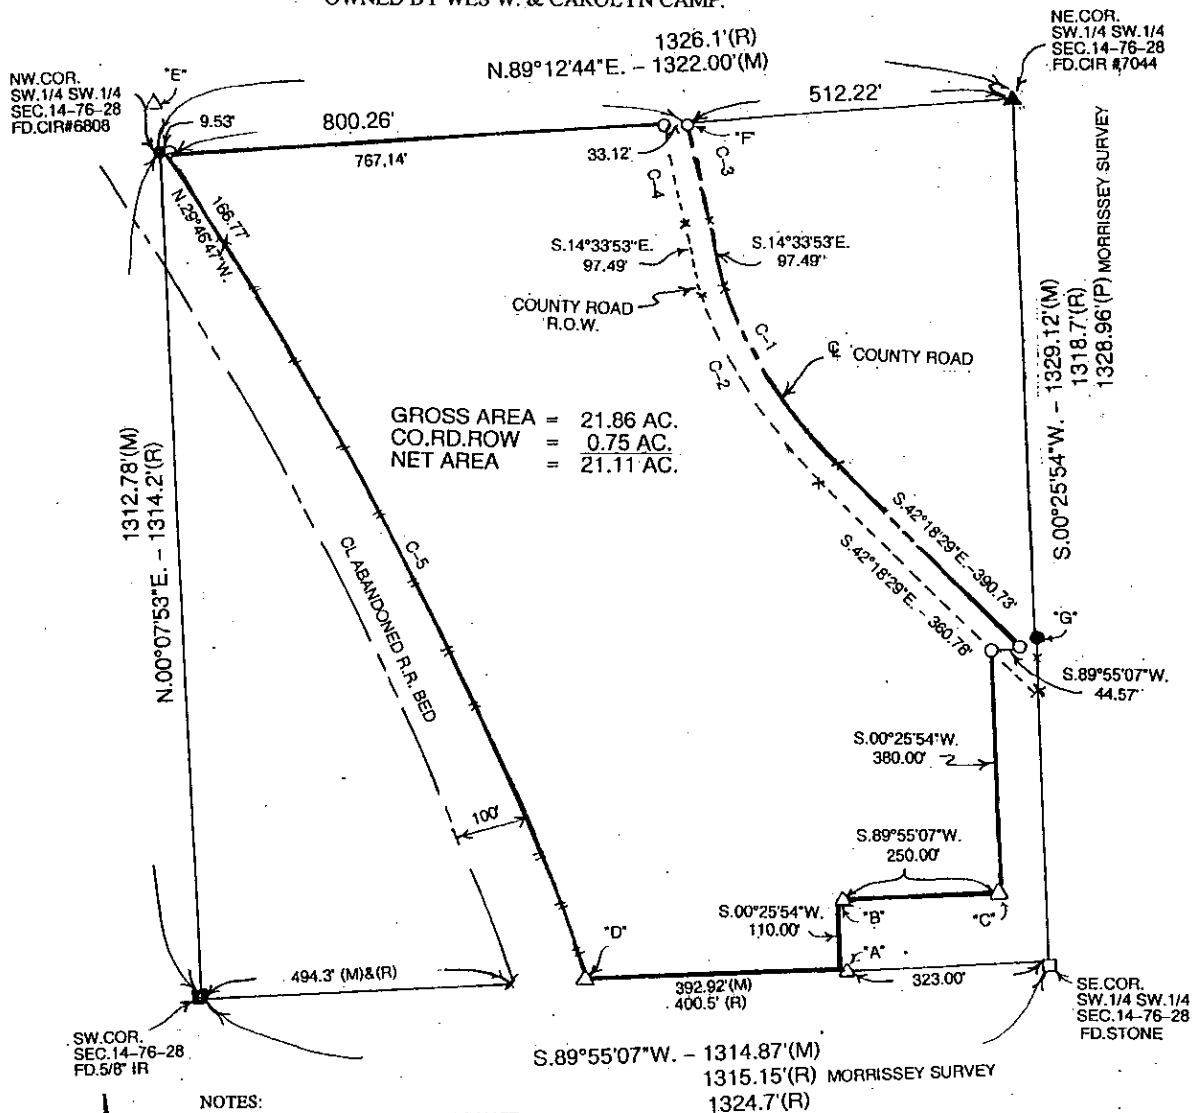 OWNED BY WES W. & CAROLYN CAMP.
1326.1'(R)
N.89°12'44"E. – 1322.00'(M)
NE.COR.
SW.1/4 SW.1/4
SEC.14-76-28
FD.CIR #7044
NW.COR.
SW.1/4 SW.1/4
SEC.14-76-28
FD.CIR#6808
"E"
9.53'
800.26'
767.14'
33.12'
"F"
512.22'
C-3
C-4
166.77'
N.29°46'47"W.
S.14°33'53"E.
97.49'
S.14°33'53"E.
97.49'
COUNTY ROAD
R.O.W.
C-1
C-2
℄ COUNTY ROAD
S.00°25'54"W. – 1329.12'(M)
1318.7'(R)
1328.96'(P) MORRISSEY SURVEY
GROSS AREA = 21.86 AC.
CO.RD.ROW = 0.75 AC.
NET AREA = 21.11 AC.
1312.78'(M)
N.00°07'53"E. – 1314.2'(R)
C-5
CL ABANDONED R.R. BED
S.42°18'29"E.-390.73'
S.42°18'29"E. – 360.76'
"G"
S.89°55'07"W.
44.57'
S.00°25'54"W.
380.00'
100'
S.89°55'07"W.
250.00'
S.00°25'54"W.
110.00'
"B"
"C"
"D"
"A"
494.3' (M)&(R)
392.92'(M)
400.5' (R)
323.00'
SW.COR.
SEC.14-76-28
FD.5/8" IR
SE.COR.
SW.1/4 SW.1/4
SEC.14-76-28
FD.STONE
S.89°55'07"W. – 1314.87'(M)
1315.15'(R) MORRISSEY SURVEY
1324.7'(R)
NOTES: